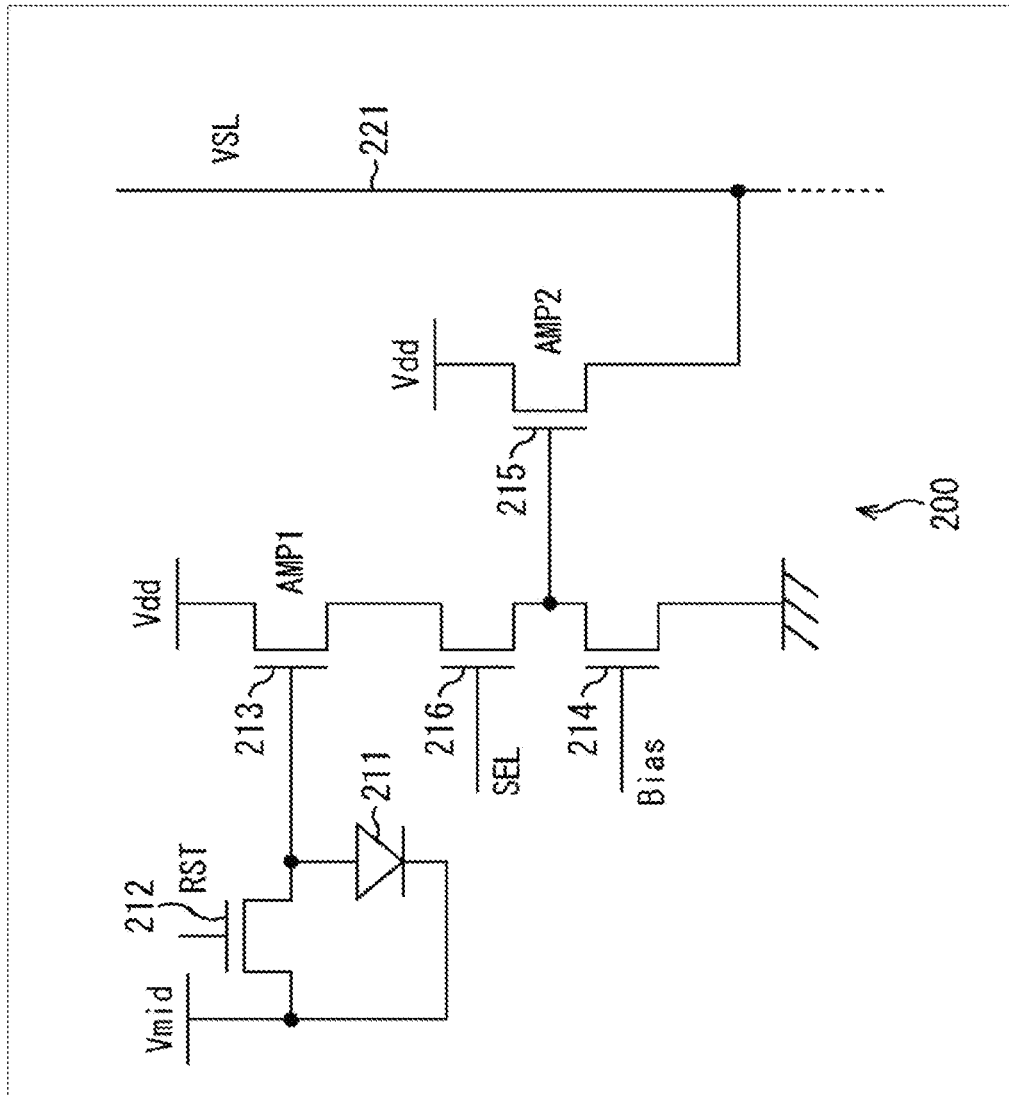 VSL
221
Vdd
AMP2
215
200
Vdd
AMP1
213
216
SEL
214
Bias
211
212
RST
Vmid